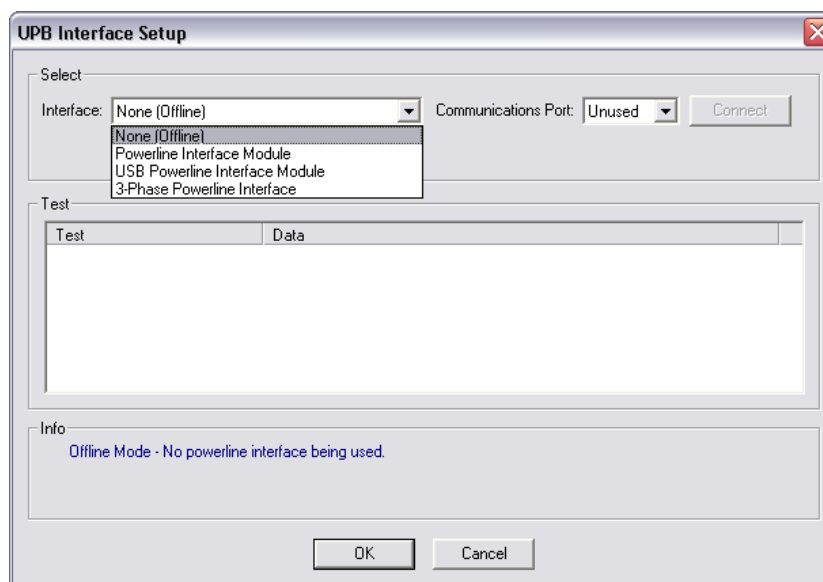 UPB Interface Setup
Select
Interface: None (Offline) Communications Port: Unused Connect
None (Offline)
Powerline Interface Module
USB Powerline Interface Module
3-Phase Powerline Interface
Test
Test Data
Info
Offline Mode - No powerline interface being used.
OK Cancel